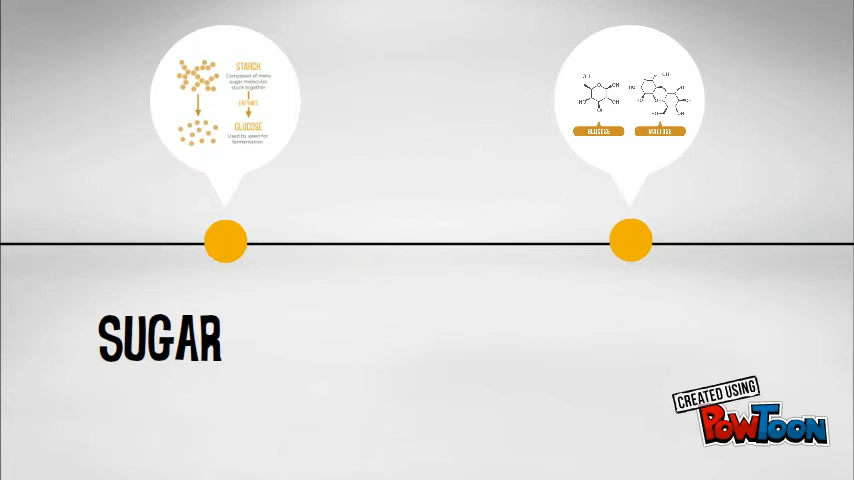 STARCH
Composed of many
sugar molecules
stuck together
ENZYMES
GLUCOSE
Used by yeast for
fermentation.
GLUCOSE
MALTOSE
SUGAR
CREATED USING
POWTOON